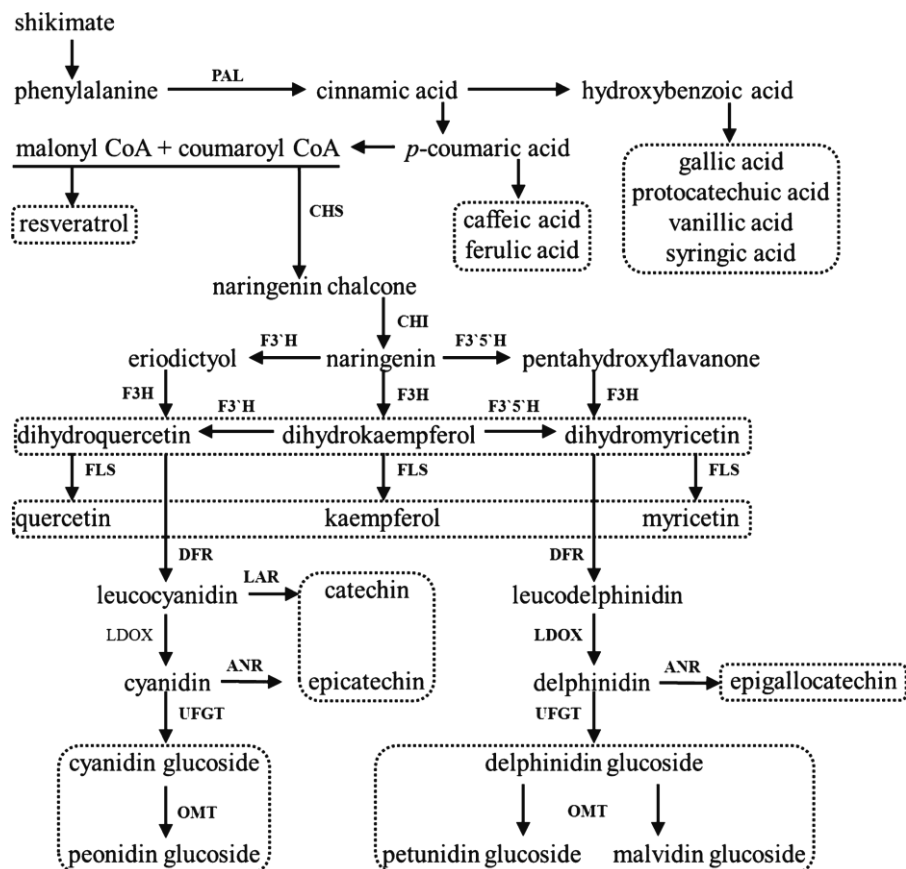 shikimate
PAL
phenylalanine cinnamic acid hydroxybenzoic acid
malonyl CoA + coumaroyl CoA p-coumaric acid
gallic acid
protocatechuic acid
vanillic acid
syringic acid
resveratrol
caffeic acid
ferulic acid
CHS
naringenin chalcone
CHI
F3`H F3`5`H
eriodictyol naringenin pentahydroxyflavanone
F3H F3H F3H
F3`H F3`5`H
dihydroquercetin dihydrokaempferol dihydromyricetin
FLS FLS FLS
quercetin kaempferol myricetin
DFR DFR
LAR
leucocyanidin catechin leucodelphinidin
LDOX LDOX
ANR ANR
cyanidin epicatechin delphinidin epigallocatechin
UFGT UFGT
cyanidin glucoside delphinidin glucoside
OMT OMT
peonidin glucoside petunidin glucoside malvidin glucoside